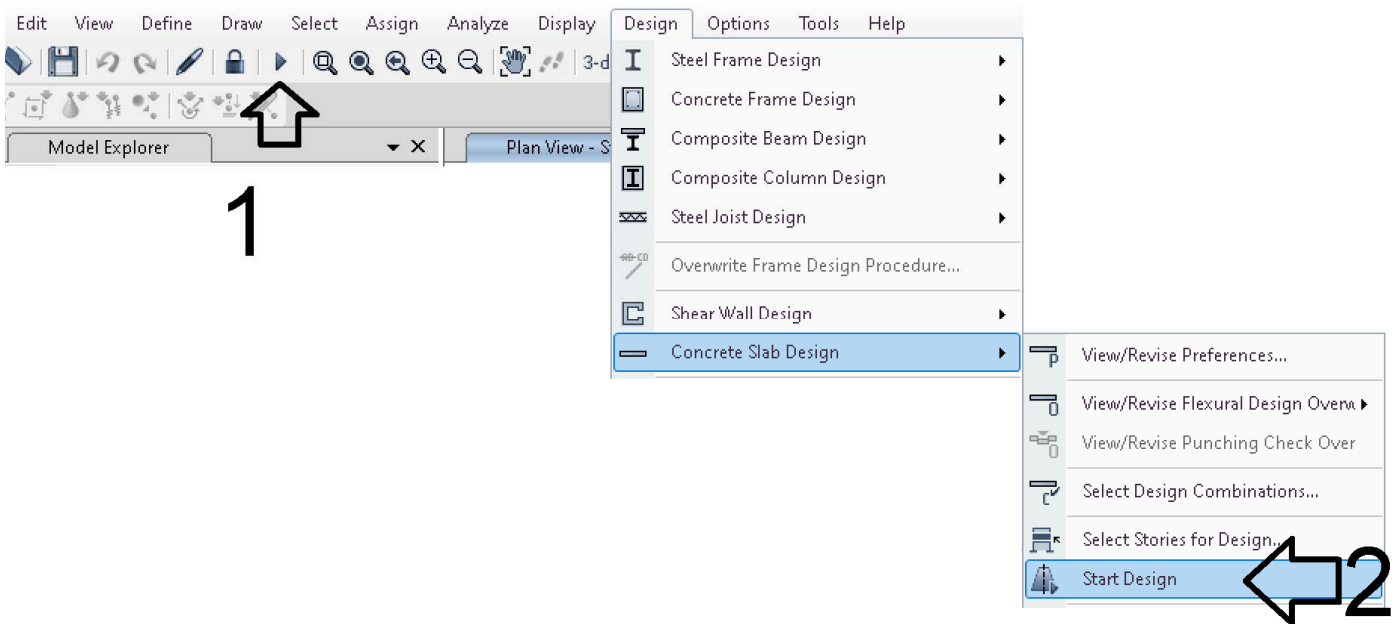 Edit View Define Draw Select Assign Analyze Display Design Options Tools Help
3-d
Model Explorer
Plan View - S
1
Steel Frame Design
Concrete Frame Design
Composite Beam Design
Composite Column Design
Steel Joist Design
Overwrite Frame Design Procedure...
Shear Wall Design
Concrete Slab Design
View/Revise Preferences...
View/Revise Flexural Design Overw
View/Revise Punching Check Over
Select Design Combinations...
Select Stories for Design...
Start Design
2